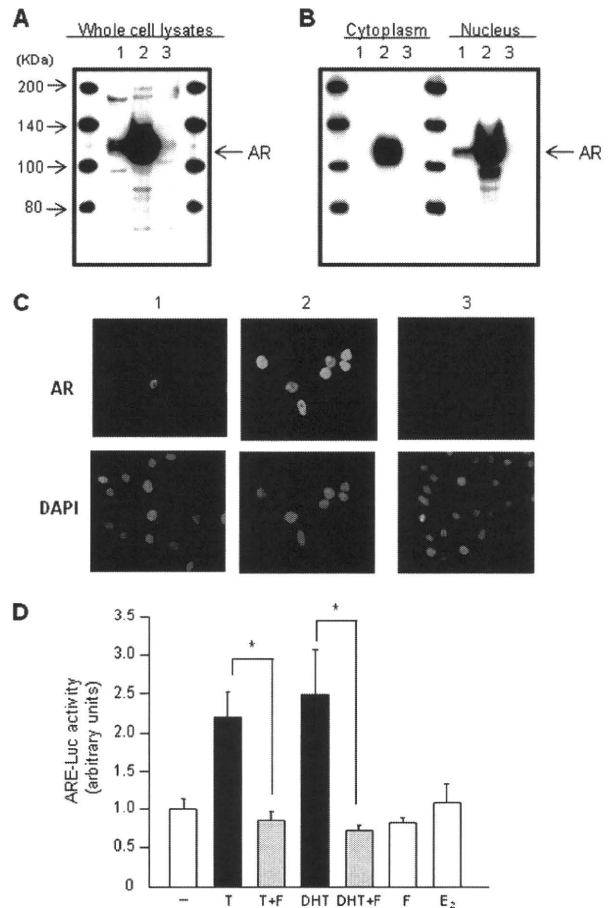 A
Whole cell lysates
1 2 3
(KDa)
200
140
100
80
AR
B
Cytoplasm Nucleus
1 2 3 1 2 3
AR
C
1 2 3
AR
DAPI
D
ARE-Luc activity
(arbitrary units)
3.5
3.0
2.5
2.0
1.5
1.0
0.5
0
* *
– T T+F DHT DHT+F F E₂